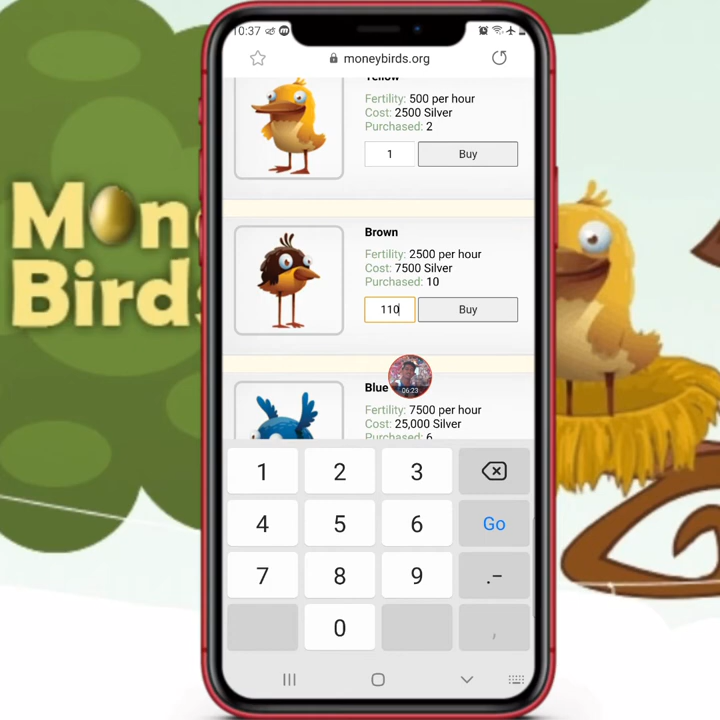 10:37
moneybirds.org
Yellow
Fertility: 500 per hour
Cost: 2500 Silver
Purchased: 2
1
Buy
Brown
Fertility: 2500 per hour
Cost: 7500 Silver
Purchased: 10
110
Buy
06:23
Blue
Fertility: 7500 per hour
Cost: 25,000 Silver
Purchased: 6
1
2
3
4
5
6
Go
7
8
9
.–
0
,
Mon
Birds